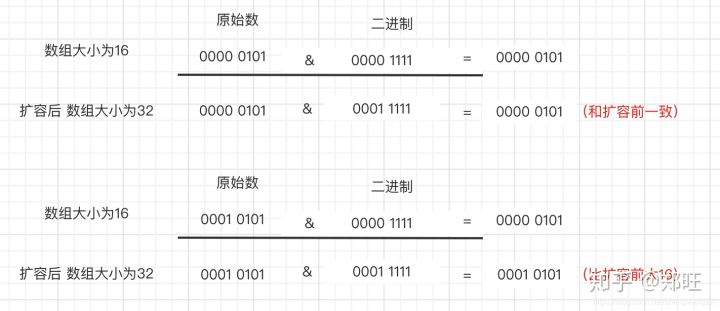 原始数 二进制
数组大小为16 0000 0101 & 0000 1111 = 0000 0101
扩容后 数组大小为32 0000 0101 & 0001 1111 = 0000 0101 (和扩容前一致)
原始数 二进制
数组大小为16 0001 0101 & 0000 1111 = 0000 0101
扩容后 数组大小为32 0001 0101 & 0001 1111 = 0001 0101 (比扩容前大16)
知乎 @郑旺